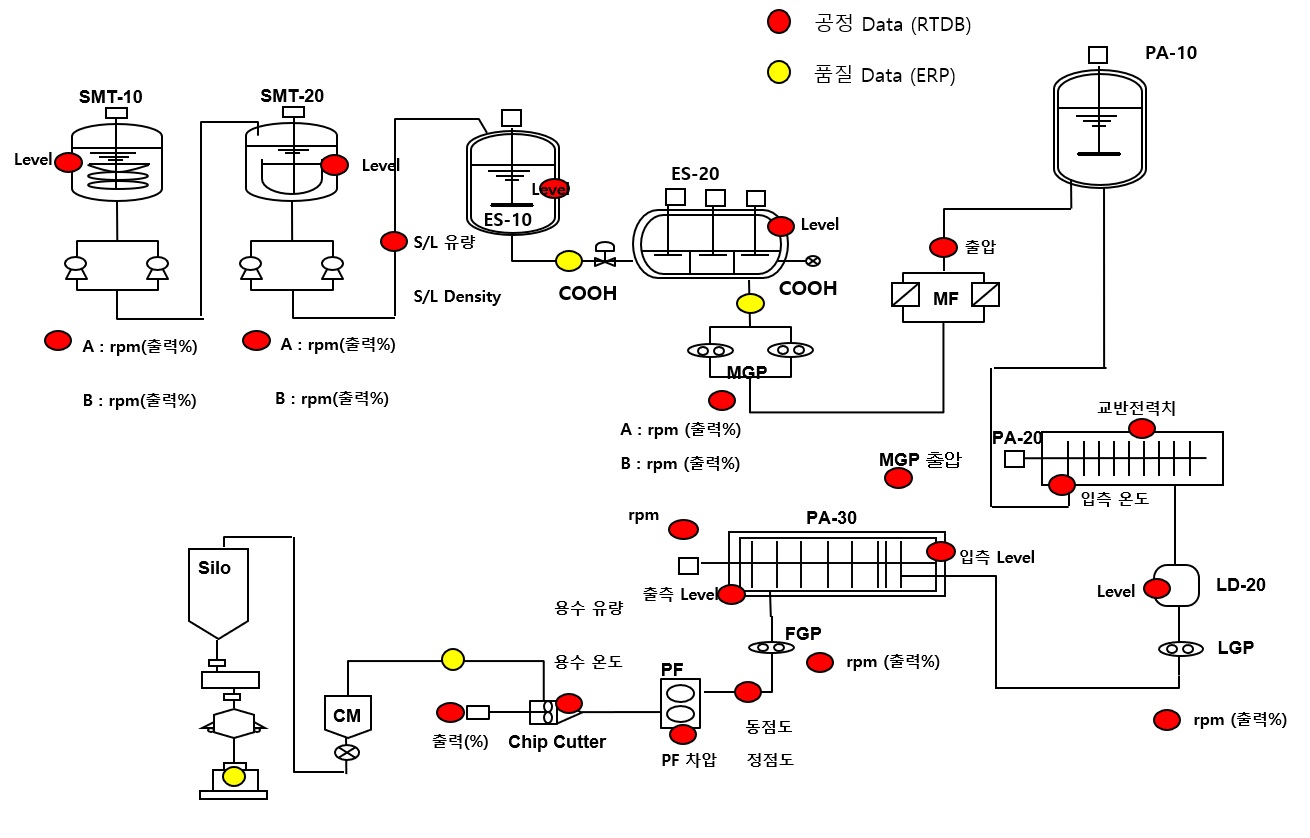 공정 Data (RTDB)
품질 Data (ERP)
PA-10
SMT-10
SMT-20
Level
Level
Level
ES-10
ES-20
Level
S/L 유량
S/L Density
COOH
COOH
출압
MF
A : rpm(출력%)
B : rpm(출력%)
A : rpm(출력%)
B : rpm(출력%)
MGP
A : rpm (출력%)
B : rpm (출력%)
MGP 출압
교반전력치
PA-20
입측 온도
rpm
PA-30
입측 Level
출측 Level
Level
LD-20
LGP
rpm (출력%)
Silo
용수 유량
용수 온도
FGP
rpm (출력%)
PF
CM
출력(%)
Chip Cutter
PF 차압
동점도
정점도